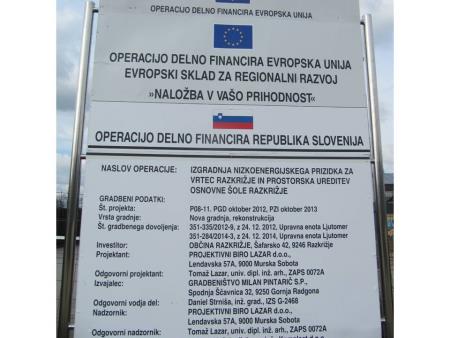 OPERACIJO DELNO FINANCIRA EVROPSKA UNIJA
OPERACIJO DELNO FINANCIRA EVROPSKA UNIJA
EVROPSKI SKLAD ZA REGIONALNI RAZVOJ
»NALOŽBA V VAŠO PRIHODNOST«
OPERACIJO DELNO FINANCIRA REPUBLIKA SLOVENIJA
NASLOV OPERACIJE: IZGRADNJA NIZKOENERGIJSKEGA PRIZIDKA ZA
VRTEC RAZKRIŽJE IN PROSTORSKA UREDITEV
OSNOVNE ŠOLE RAZKRIŽJE
GRADBENI PODATKI:
Št. projekta: P08-11, PGD oktober 2012, PZI oktober 2013
Vrsta gradnje: Nova gradnja, rekonstrukcija
Št. gradbenega dovoljenja: 351-335/2012-9, z 24. 12. 2012, Upravna enota Ljutomer
351-284/2014-3, z 24. 12. 2014, Upravna enota Ljutomer
Investitor: OBČINA RAZKRIŽJE, Šafarsko 42, 9246 Razkrižje
Projektant: PROJEKTIVNI BIRO LAZAR d.o.o.,
Lendavska 57A, 9000 Murska Sobota
Odgovorni projektant: Tomaž Lazar, univ. dipl. inž. arh., ZAPS 0072A
Izvajalec: GRADBENIŠTVO MILAN PINTARIČ S.P.,
Spodnja Ščavnica 32, 9250 Gornja Radgona
Odgovorni vodja del: Daniel Strniša, inž. grad., IZS G-2468
Nadzornik: PROJEKTIVNI BIRO LAZAR d.o.o.,
Lendavska 57A, 9000 Murska Sobota
Odgovorni nadzornik: Tomaž Lazar, univ. dipl. inž. arh., ZAPS 0072A